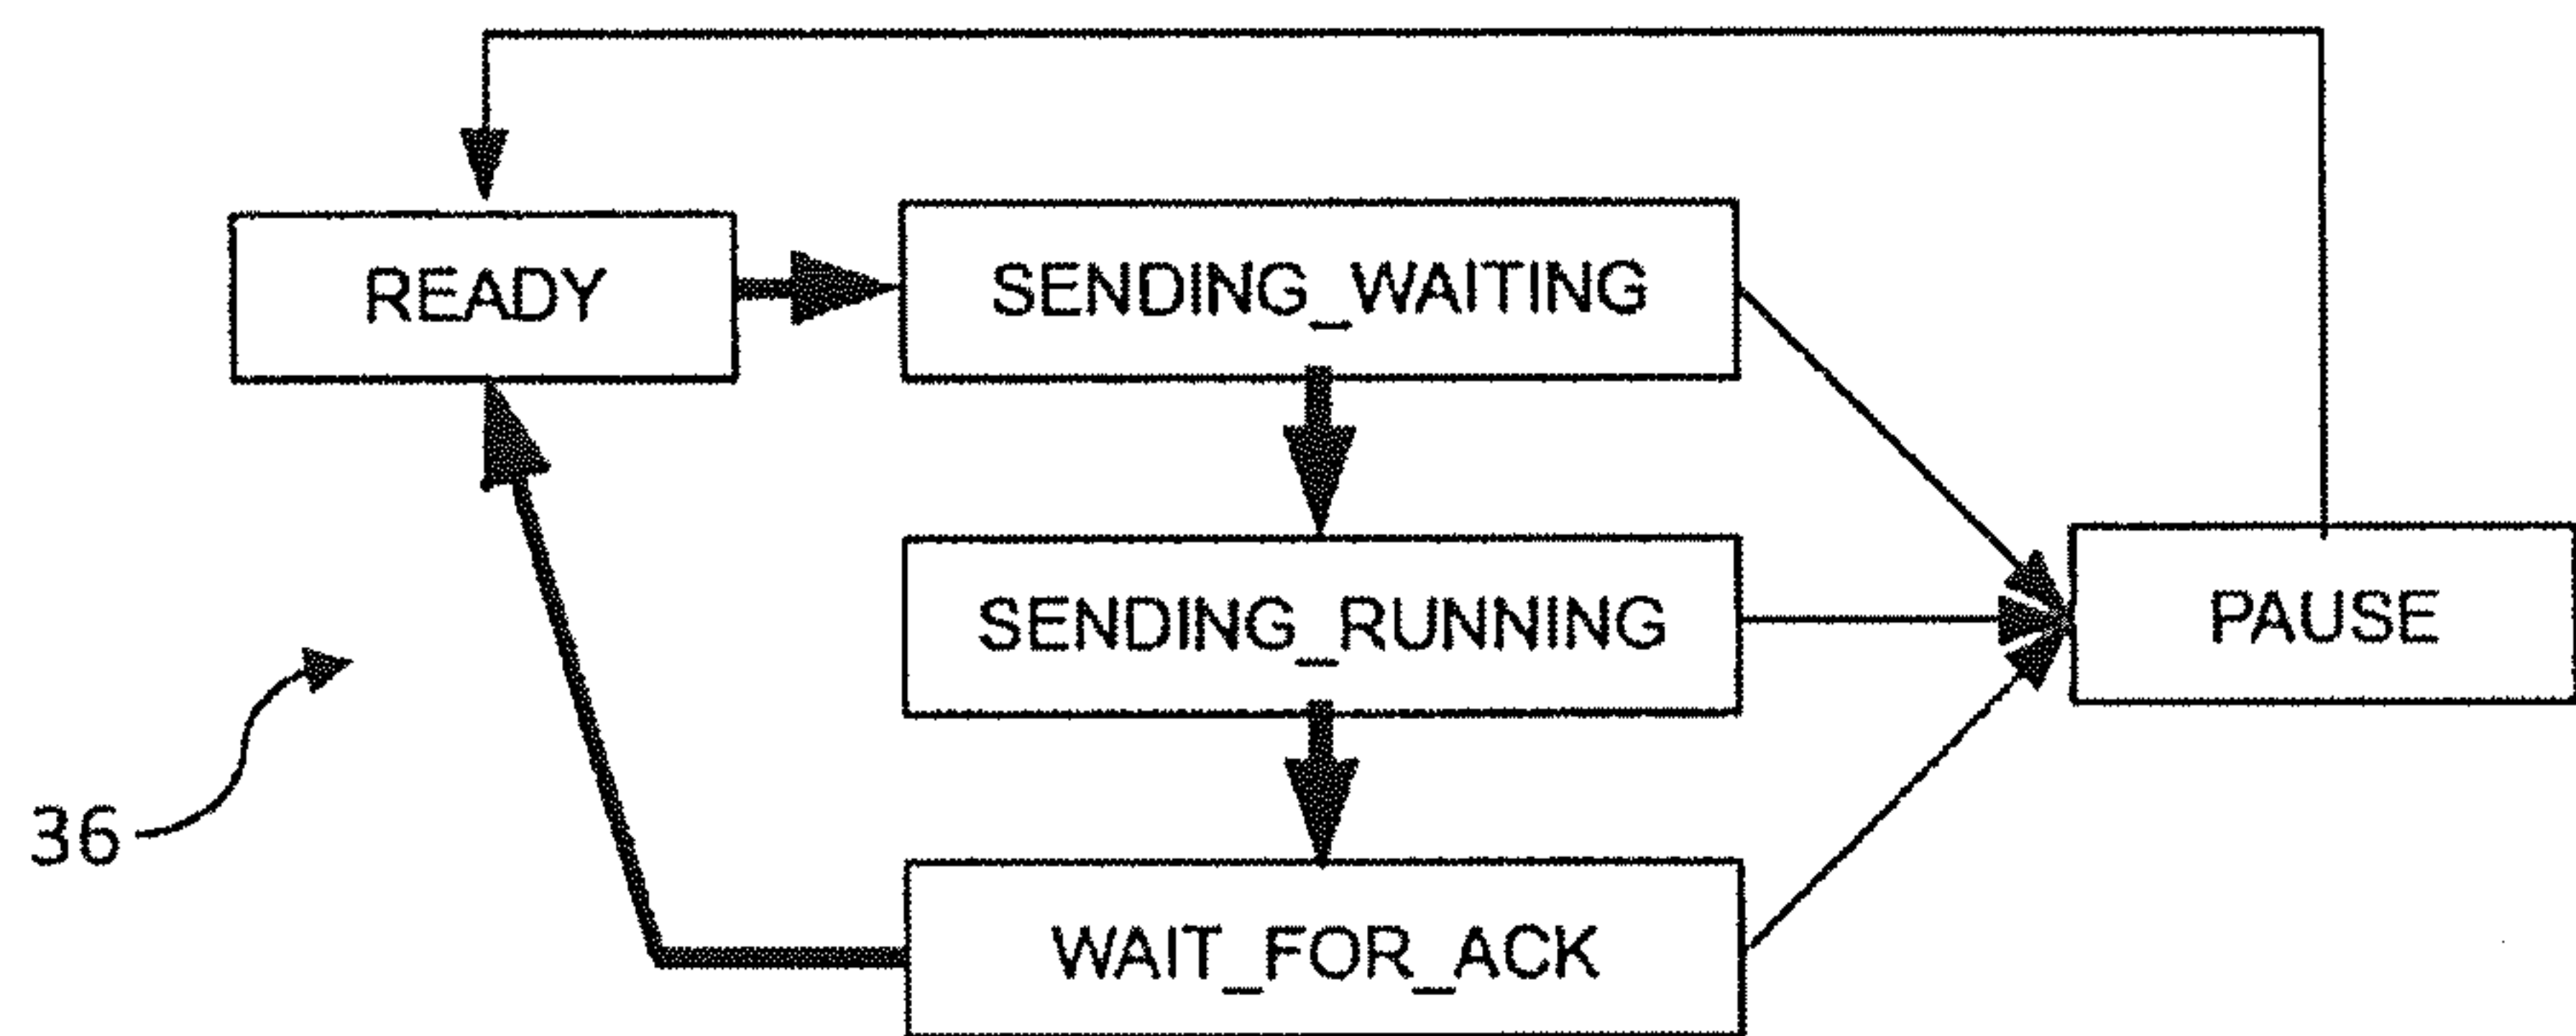 READY
SENDING_WAITING
SENDING_RUNNING
PAUSE
36
WAIT_FOR_ACK